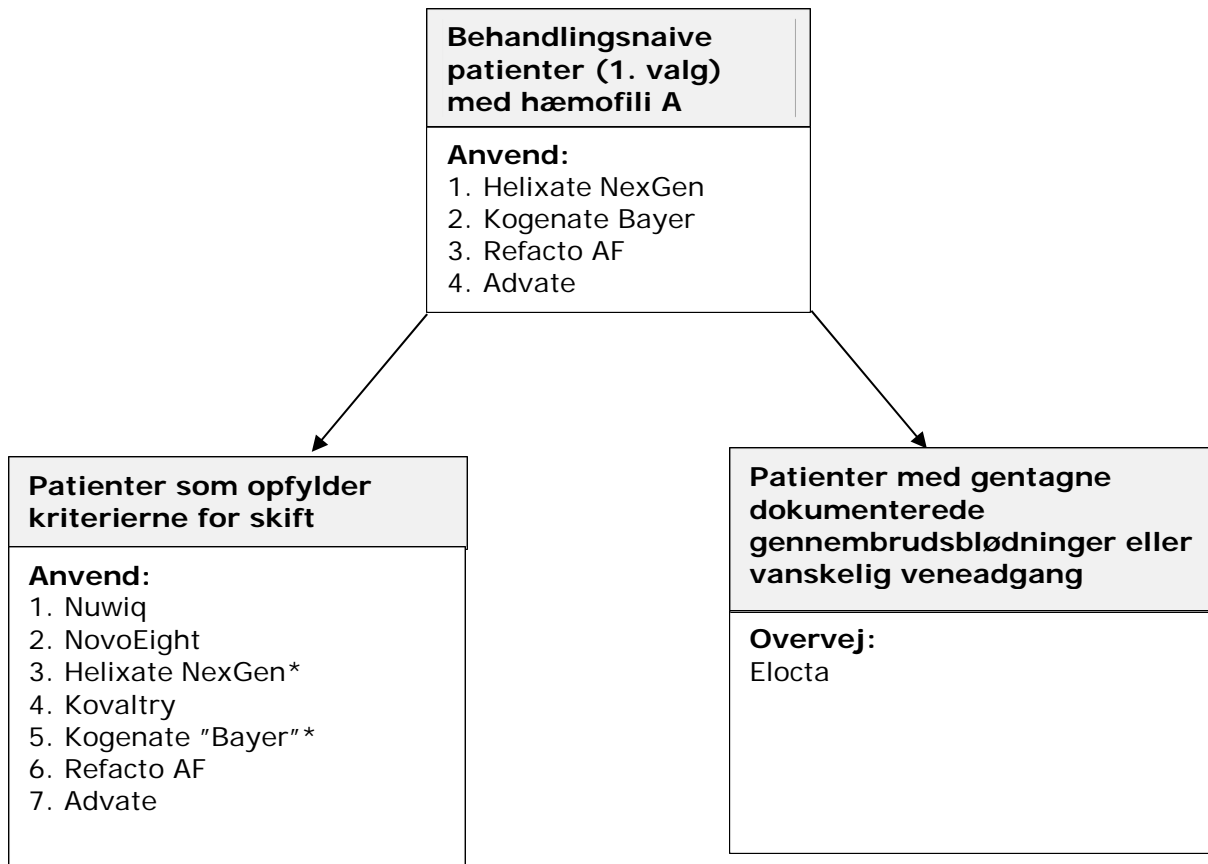 Behandlingsnaive
patienter (1. valg)
med hæmofili A
Anvend:
1. Helixate NexGen
2. Kogenate Bayer
3. Refacto AF
4. Advate
Patienter som opfylder
kriterierne for skift
Anvend:
1. Nuwiq
2. NovoEight
3. Helixate NexGen*
4. Kovaltry
5. Kogenate ”Bayer”*
6. Refacto AF
7. Advate
Patienter med gentagne
dokumenterede
gennembrudsblødninger eller
vanskelig veneadgang
Overvej:
Elocta